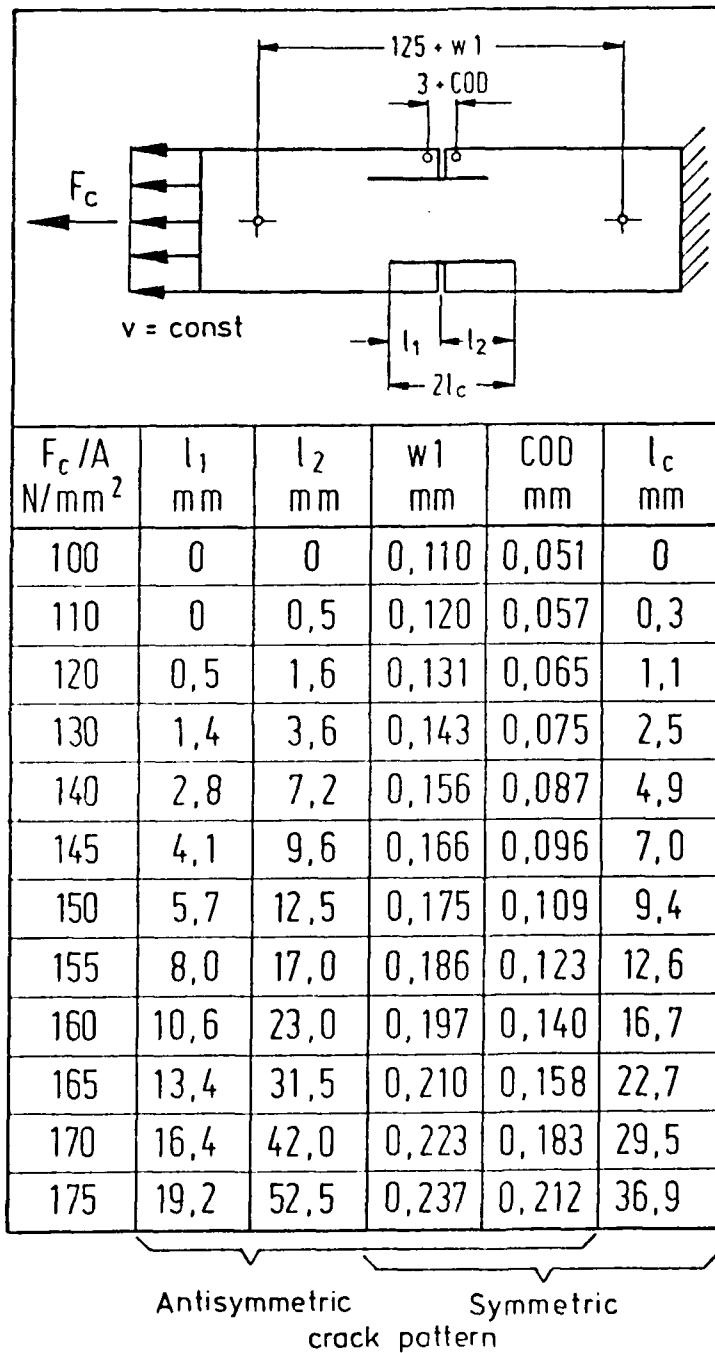 125 + w1
3 + COD
F_c
v = const
l₁ l₂
2l_c
F_c/A l₁ l₂ w1 COD l_c
N/mm² mm mm mm mm mm
100 0 0 0,110 0,051 0
110 0 0,5 0,120 0,057 0,3
120 0,5 1,6 0,131 0,065 1,1
130 1,4 3,6 0,143 0,075 2,5
140 2,8 7,2 0,156 0,087 4,9
145 4,1 9,6 0,166 0,096 7,0
150 5,7 12,5 0,175 0,109 9,4
155 8,0 17,0 0,186 0,123 12,6
160 10,6 23,0 0,197 0,140 16,7
165 13,4 31,5 0,210 0,158 22,7
170 16,4 42,0 0,223 0,183 29,5
175 19,2 52,5 0,237 0,212 36,9
Antisymmetric Symmetric
crack pattern